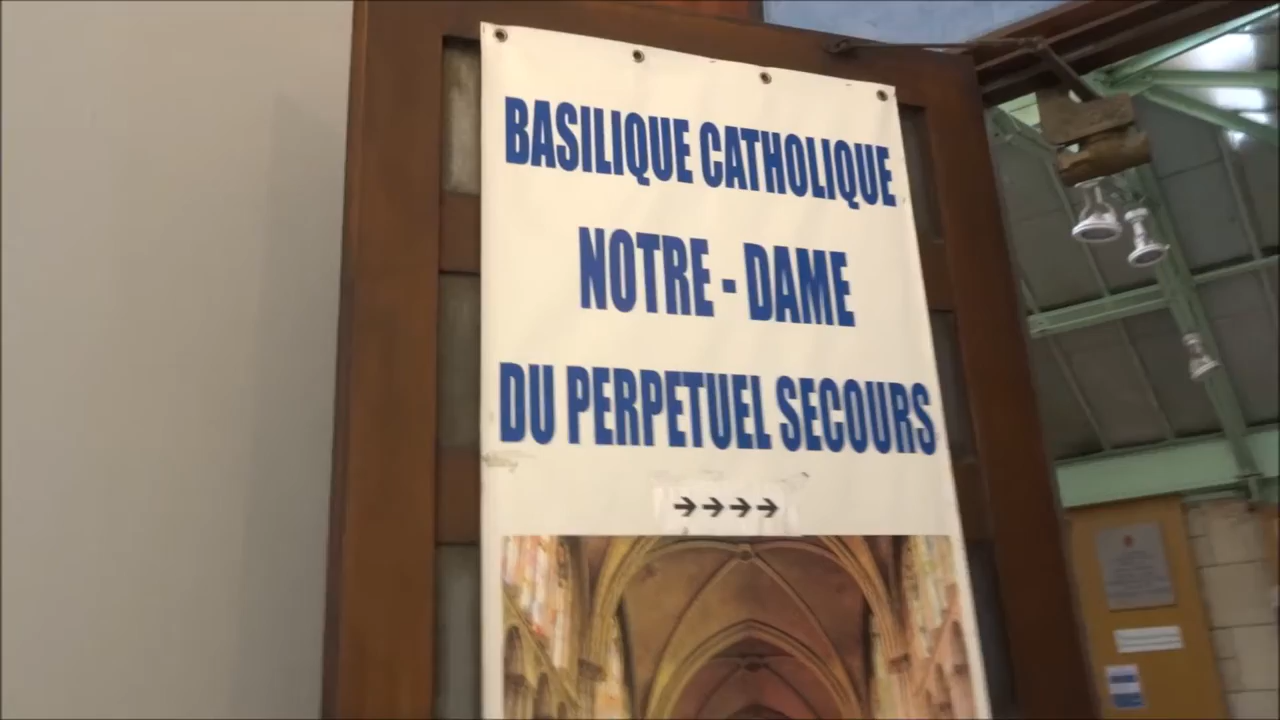 BASILIQUE CATHOLIQUE
NOTRE - DAME
DU PERPETUEL SECOURS
→→→→